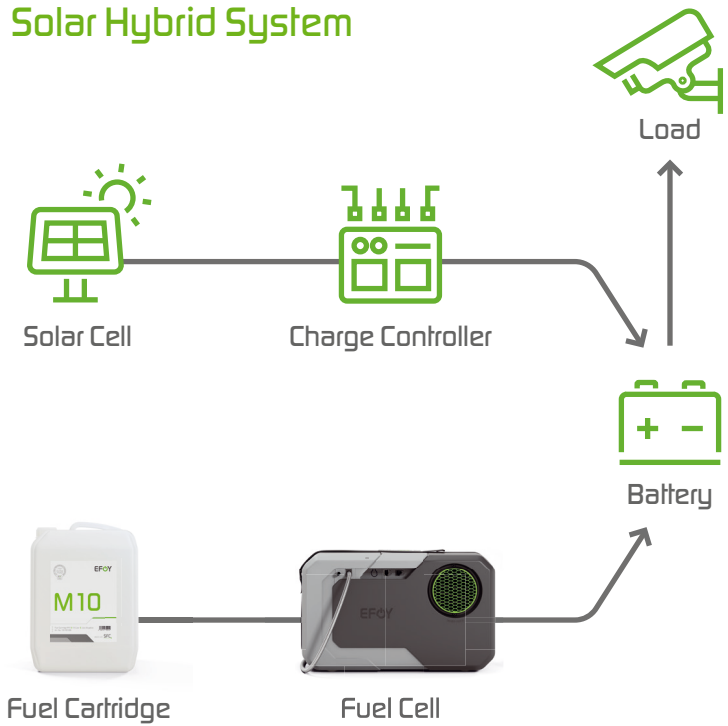 Solar Hybrid System
Load
Solar Cell
Charge Controller
+ −
Battery
EFOY
M10
EFOY
Fuel Cartridge
Fuel Cell